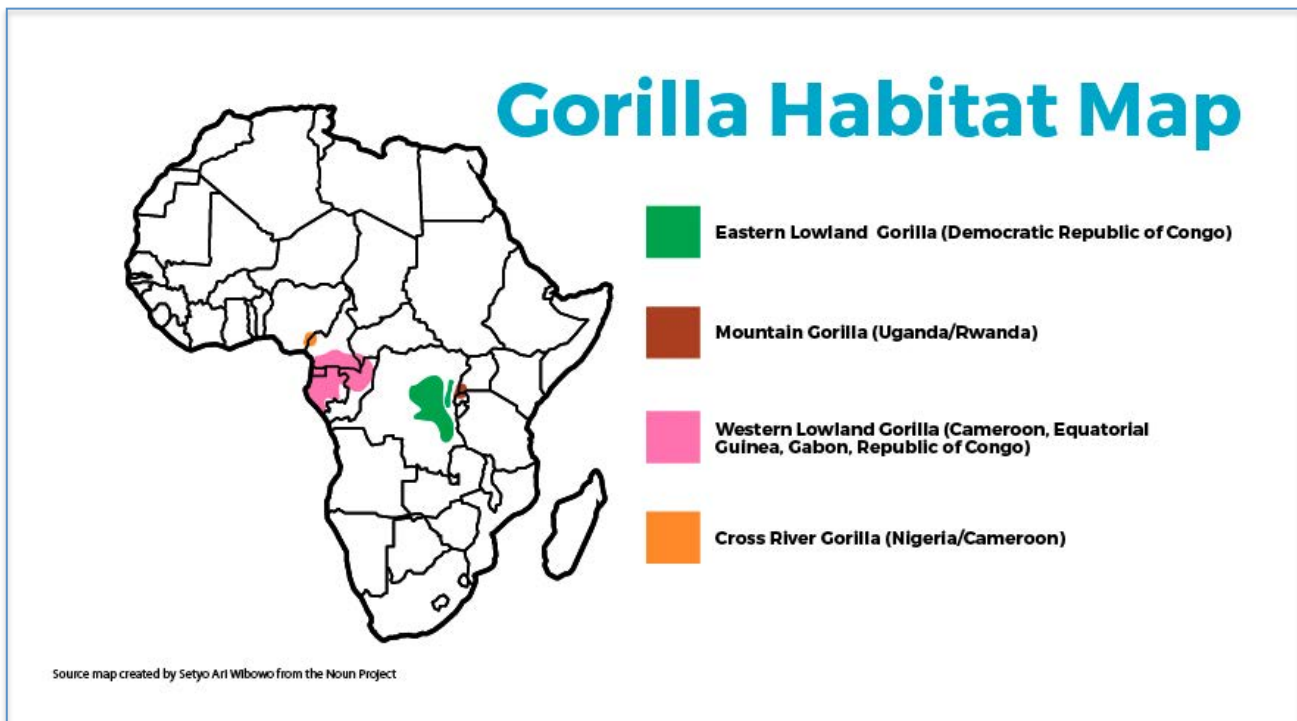 Gorilla Habitat Map
Eastern Lowland Gorilla (Democratic Republic of Congo)
Mountain Gorilla (Uganda/Rwanda)
Western Lowland Gorilla (Cameroon, Equatorial
Guinea, Gabon, Republic of Congo)
Cross River Gorilla (Nigeria/Cameroon)
Source map created by Setyo Ari Wibowo from the Noun Project